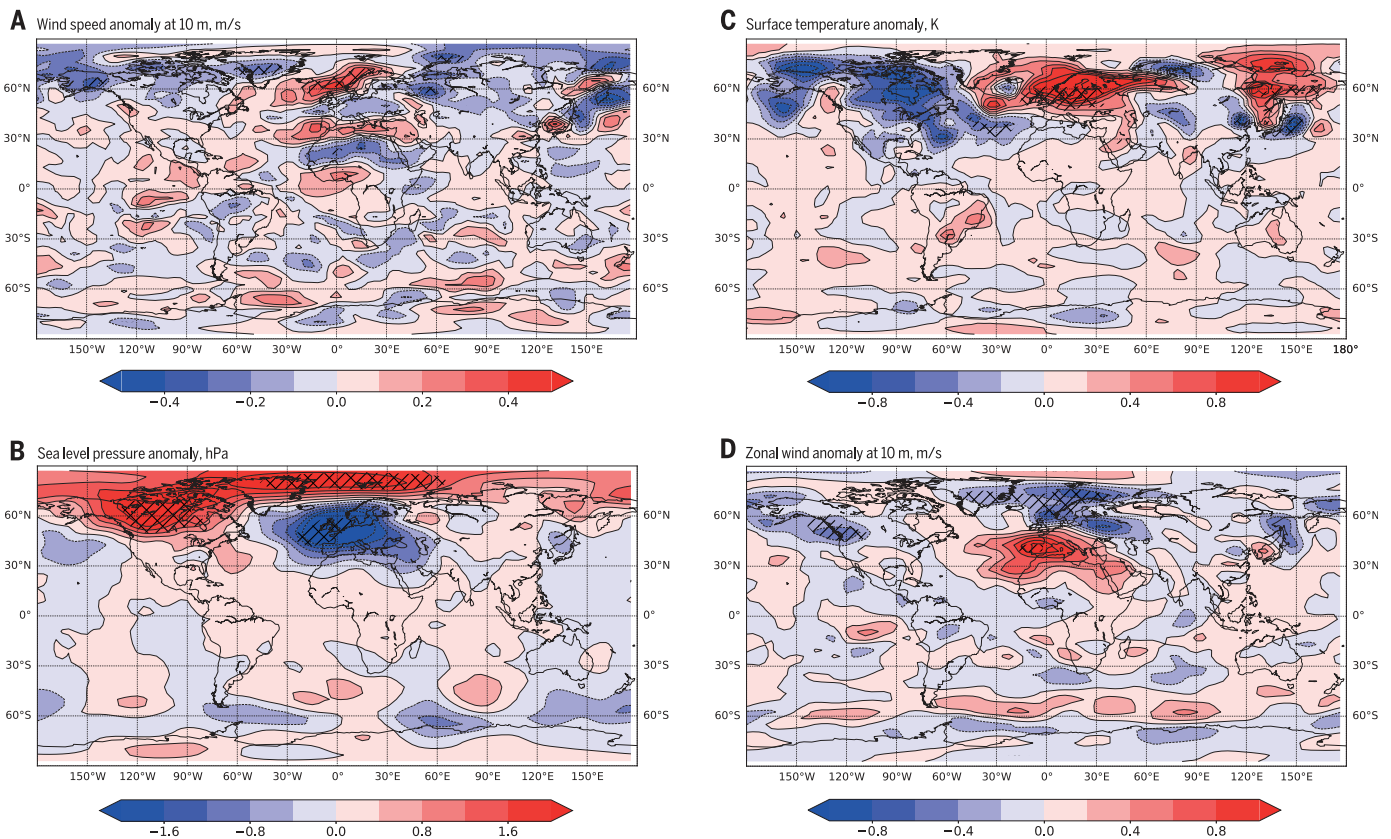 A Wind speed anomaly at 10 m, m/s
60°N
30°N
0°
30°S
60°S
150°W 120°W 90°W 60°W 30°W 0° 30°E 60°E 90°E 120°E 150°E 180°
−0.4 −0.2 0.0 0.2 0.4
C Surface temperature anomaly, K
60°N
30°N
0°
30°S
60°S
150°W 120°W 90°W 60°W 30°W 0° 30°E 60°E 90°E 120°E 150°E 180°
−0.8 −0.4 0.0 0.4 0.8
B Sea level pressure anomaly, hPa
60°N
30°N
0°
30°S
60°S
150°W 120°W 90°W 60°W 30°W 0° 30°E 60°E 90°E 120°E 150°E 180°
−1.6 −0.8 0.0 0.8 1.6
D Zonal wind anomaly at 10 m, m/s
60°N
30°N
0°
30°S
60°S
150°W 120°W 90°W 60°W 30°W 0° 30°E 60°E 90°E 120°E 150°E 180°
−0.8 −0.4 0.0 0.4 0.8